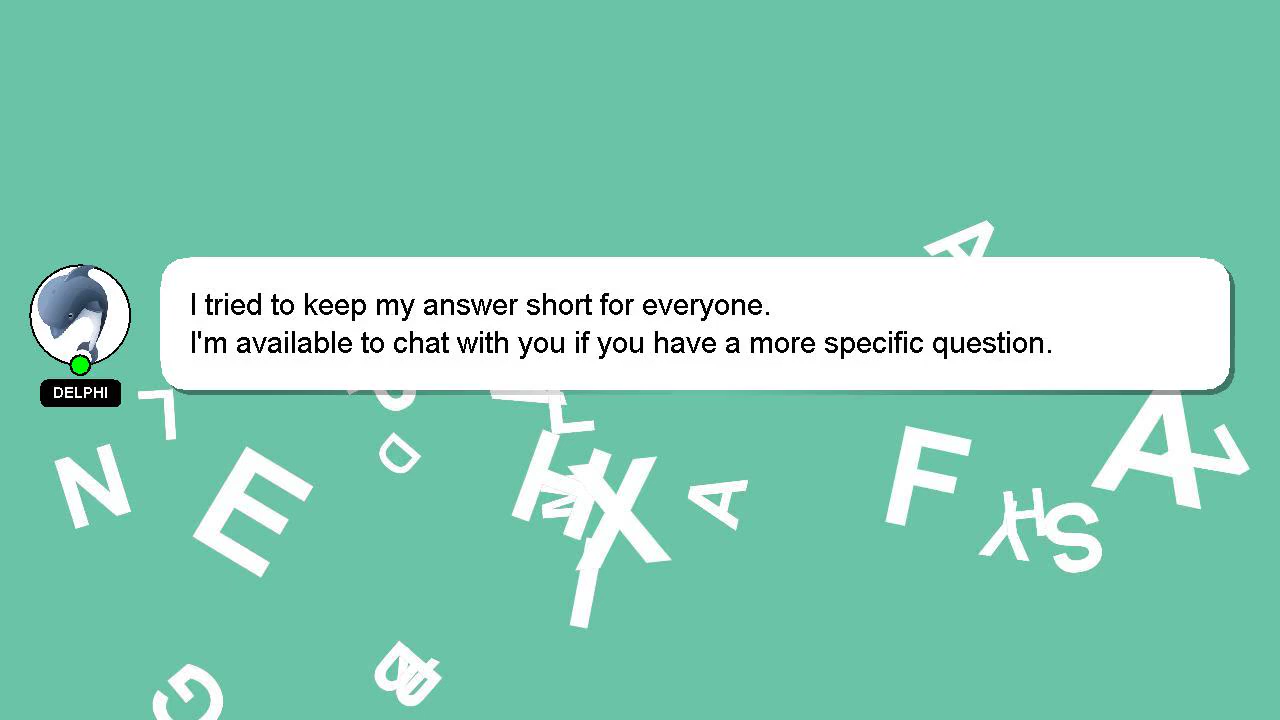 A
I tried to keep my answer short for everyone.
I'm available to chat with you if you have a more specific question.
DELPHI
L
N
E
D
H
X
A
F
A
H
S
G